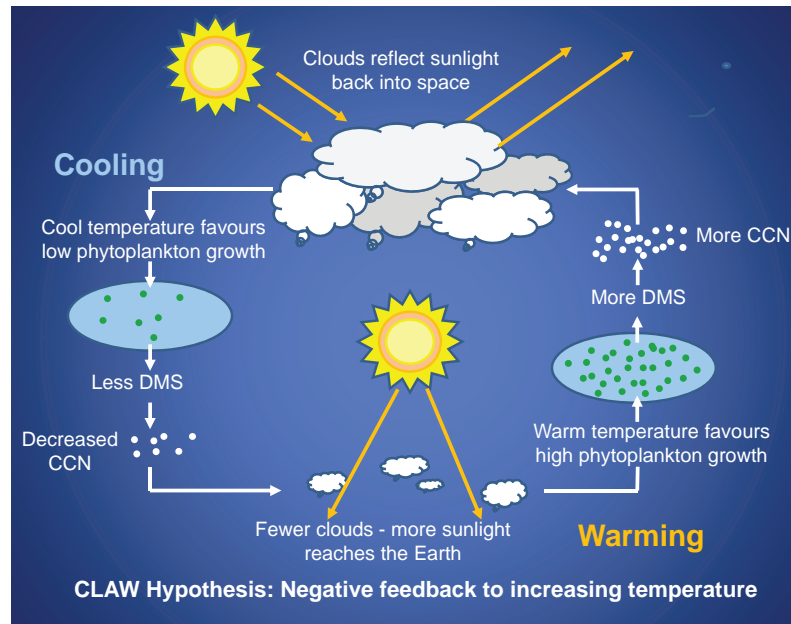 Clouds reflect sunlight
back into space
Cooling
Cool temperature favours
low phytoplankton growth
Less DMS
Decreased
CCN
Fewer clouds - more sunlight
reaches the Earth
Warming
Warm temperature favours
high phytoplankton growth
More DMS
More CCN
CLAW Hypothesis: Negative feedback to increasing temperature